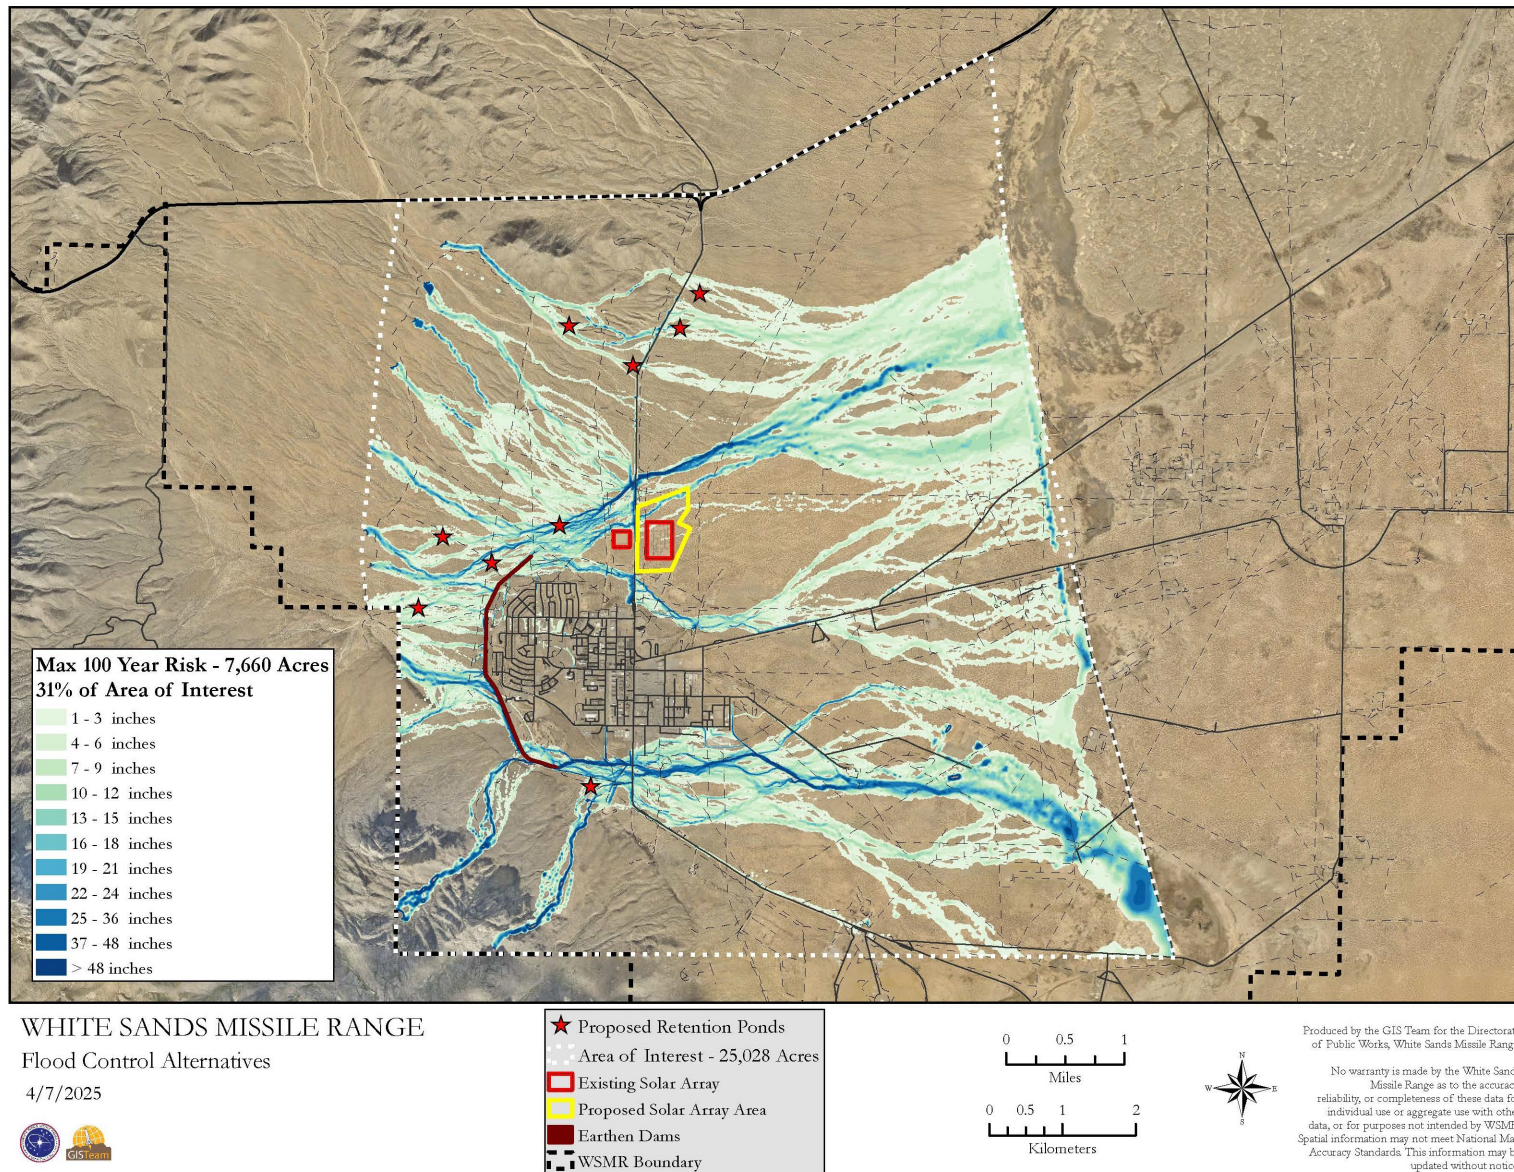 Max 100 Year Risk - 7,660 Acres
31% of Area of Interest
1 - 3 inches
4 - 6 inches
7 - 9 inches
10 - 12 inches
13 - 15 inches
16 - 18 inches
19 - 21 inches
22 - 24 inches
25 - 36 inches
37 - 48 inches
> 48 inches
WHITE SANDS MISSILE RANGE
Flood Control Alternatives
4/7/2025
GISTeam
Proposed Retention Ponds
Area of Interest - 25,028 Acres
Existing Solar Array
Proposed Solar Array Area
Earthen Dams
WSMR Boundary
0 0.5 1
Miles
0 0.5 1 2
Kilometers
N
W E
S
Produced by the GIS Team for the Directorat
of Public Works, White Sands Missile Rang
No warranty is made by the White Sand
Missile Range as to the accurac
reliability, or completeness of these data fo
individual use or aggregate use with othe
data, or for purposes not intended by WSMR
Spatial information may not meet National Ma
Accuracy Standards. This information may b
updated without notic